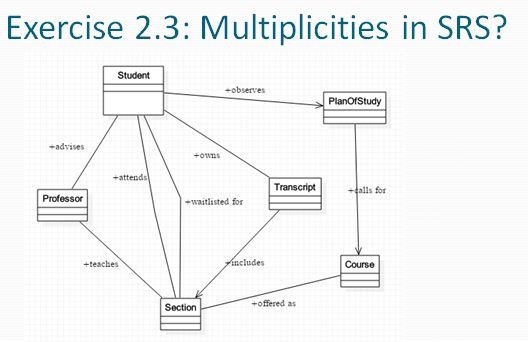 Exercise 2.3: Multiplicities in SRS?
Student
+observes
PlanOfStudy
+advises
+owns
+attends
Transcript
+calls for
Professor
+waitlisted for
+teaches
+includes
Course
+offered as
Section